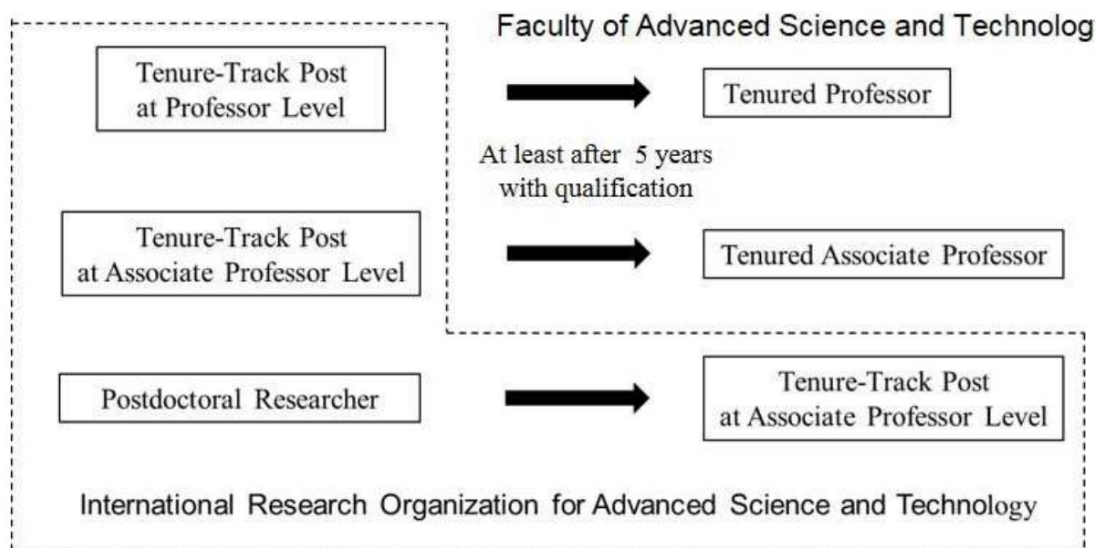 Faculty of Advanced Science and Technolog
Tenure-Track Post
at Professor Level
Tenured Professor
At least after 5 years
with qualification
Tenure-Track Post
at Associate Professor Level
Tenured Associate Professor
Postdoctoral Researcher
Tenure-Track Post
at Associate Professor Level
International Research Organization for Advanced Science and Technology